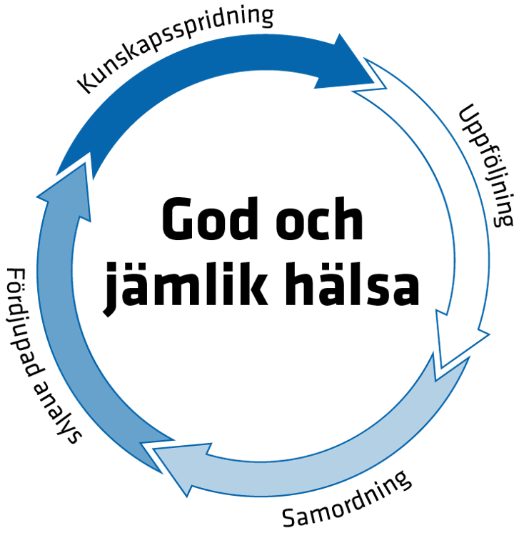 Kunskapsspridning
Uppföljning
God och
jämlik hälsa
Fördjupad analys
Samordning